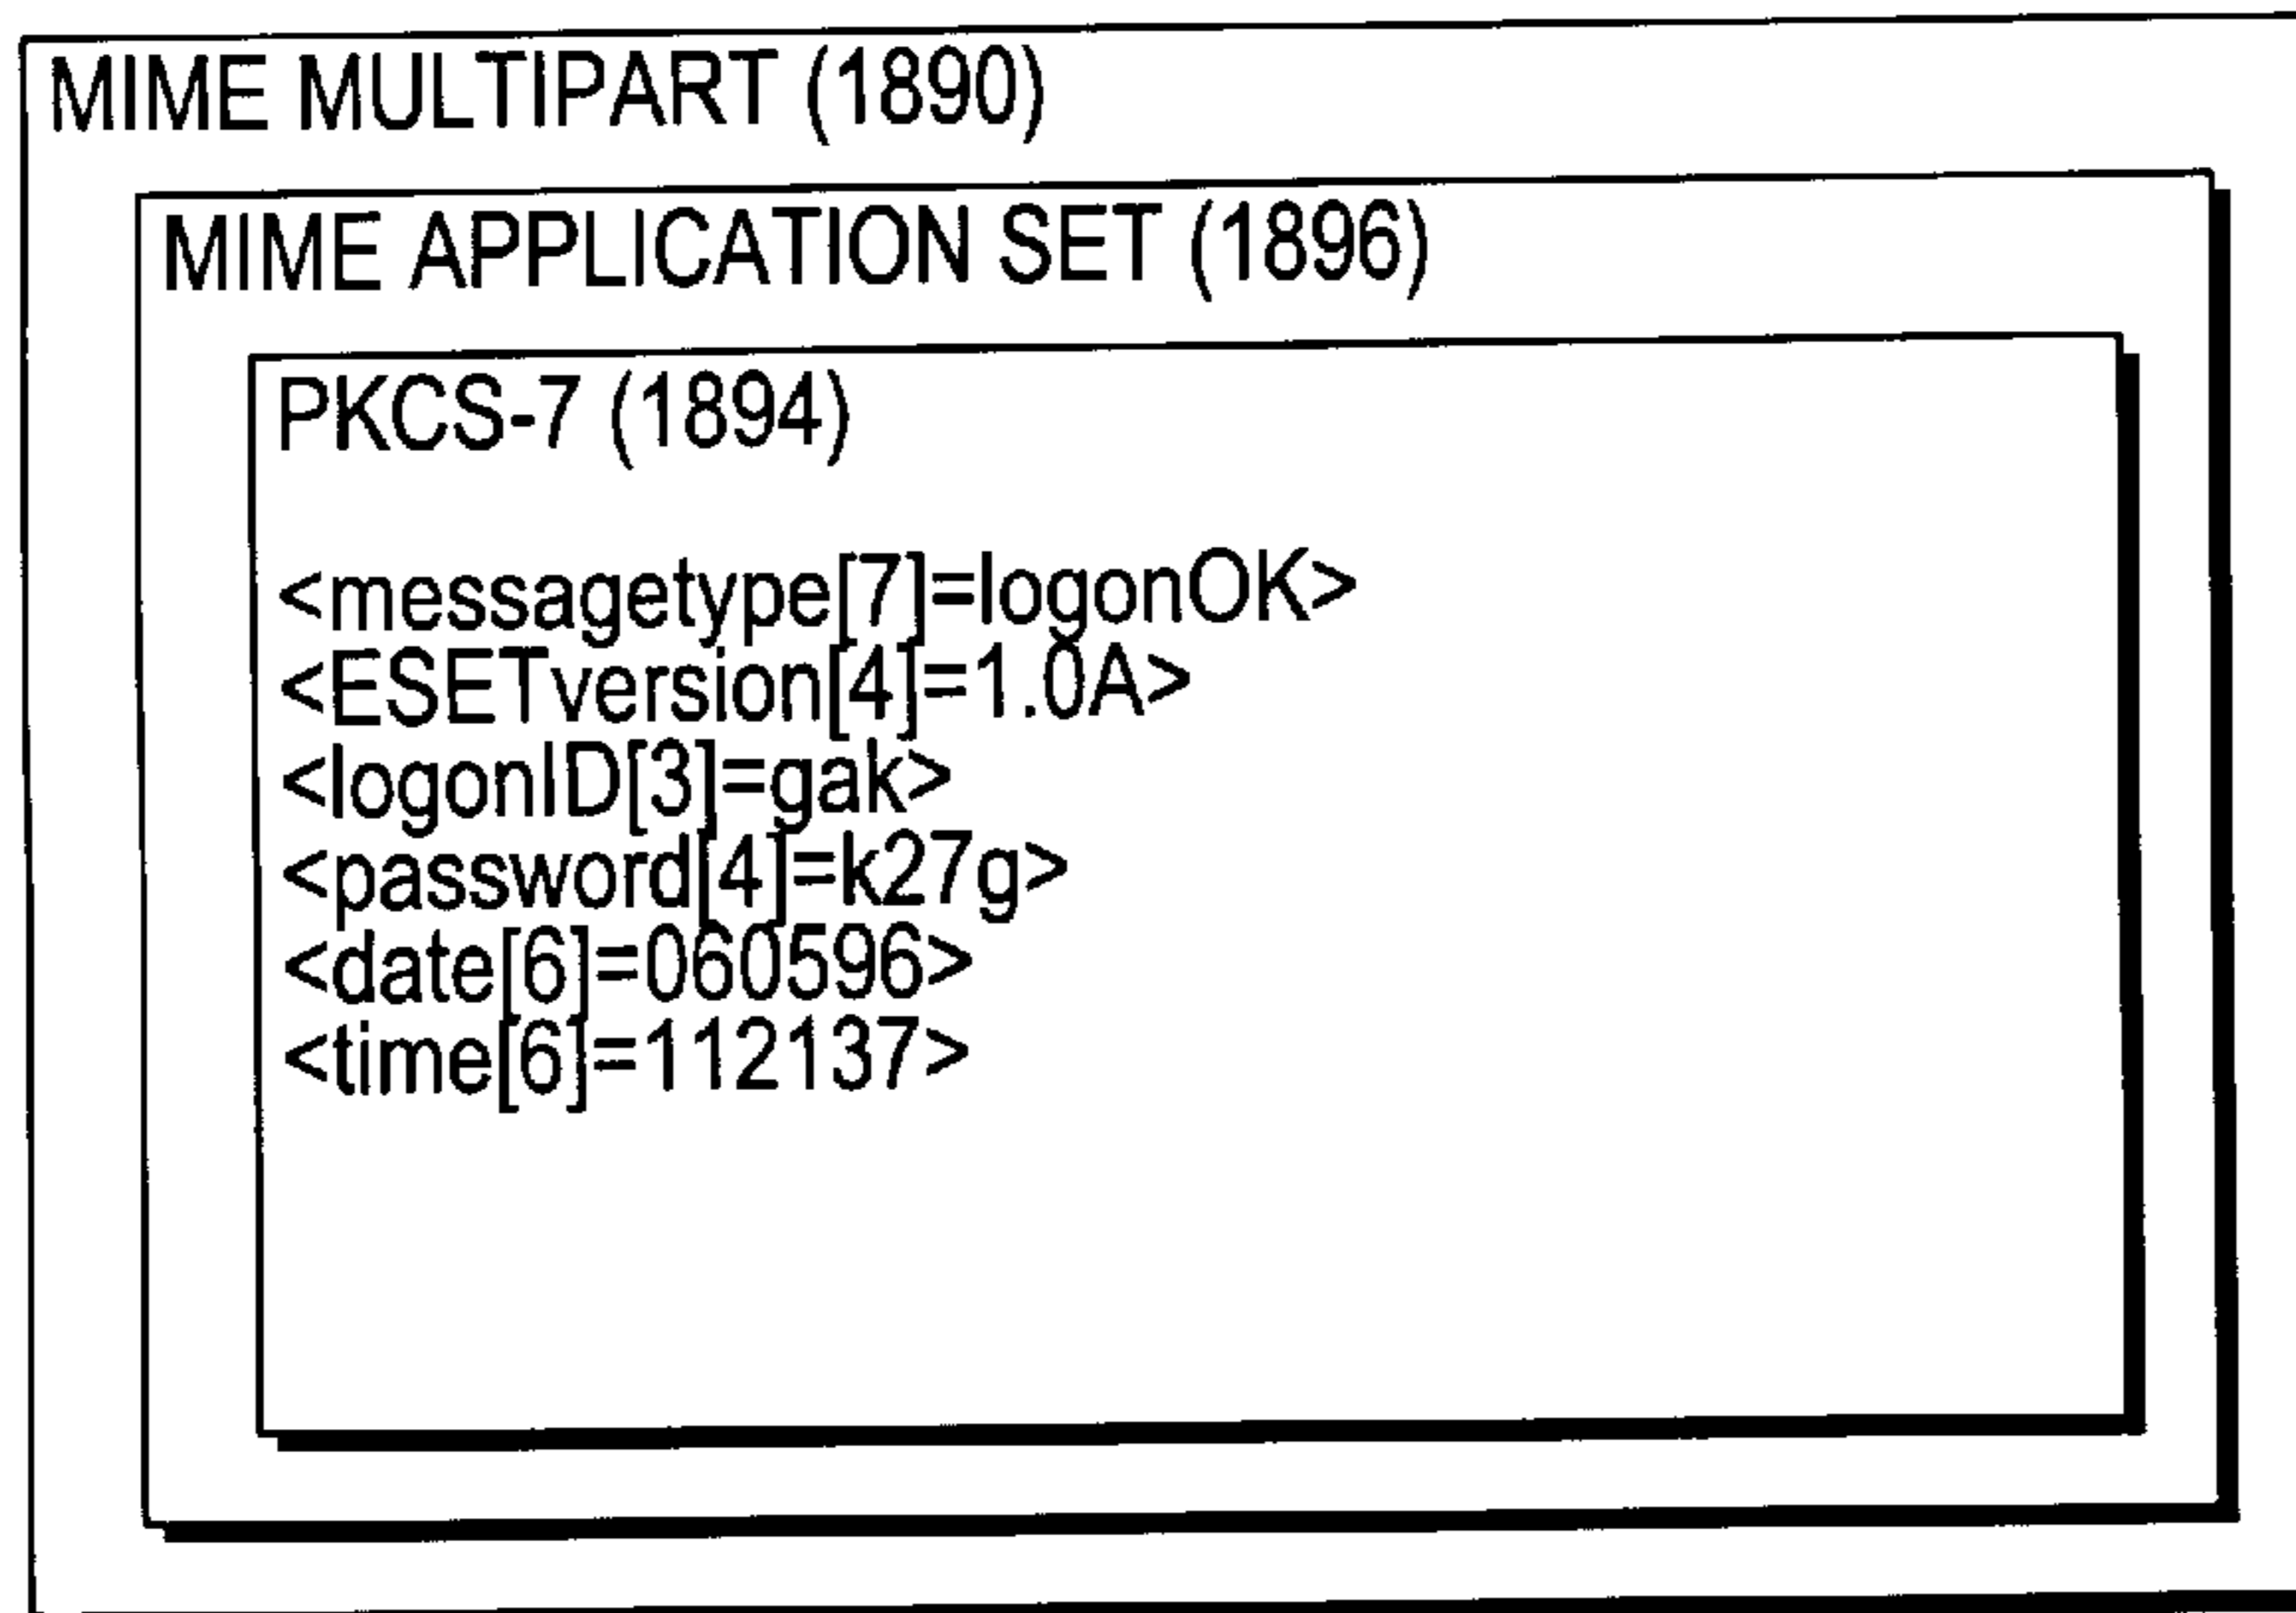 MIME MULTIPART (1890)
MIME APPLICATION SET (1896)
PKCS-7 (1894)
<messagetype[7]=logonOK>
<ESETversion[4]=1.0A>
<logonID[3]=gak>
<password[4]=k27g>
<date[6]=060596>
<time[6]=112137>